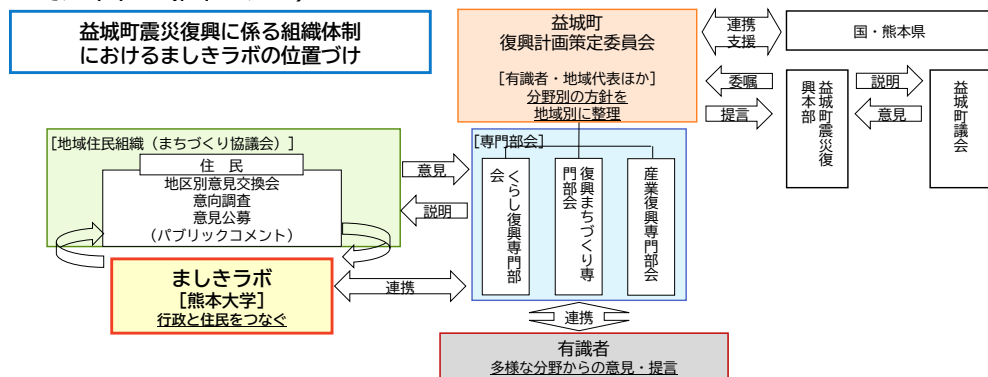 益城町震災復興に係る組織体制
におけるましきラボの位置づけ
益城町
復興計画策定委員会
[有識者・地域代表ほか]
分野別の方針を
地域別に整理
連携
支援
国・熊本県
委嘱
提言
益城町震災復
興本部
説明
意見
益城町議会
[地域住民組織（まちづくり協議会）]
住　民
地区別意見交換会
意向調査
意見公募
（パブリックコメント）
意見
説明
[専門部会]
くらし復興専門部
会
復興まちづくり専
門部会
産業復興専門部会
ましきラボ
[熊本大学]
行政と住民をつなぐ
連携
連携
有識者
多様な分野からの意見・提言